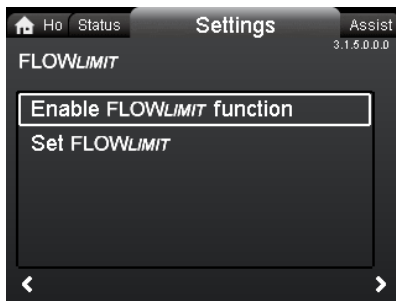 Ho Status Settings Assist
3.1.5.0.0.0
FLOWLIMIT
Enable FLOWLIMIT function
Set FLOWLIMIT